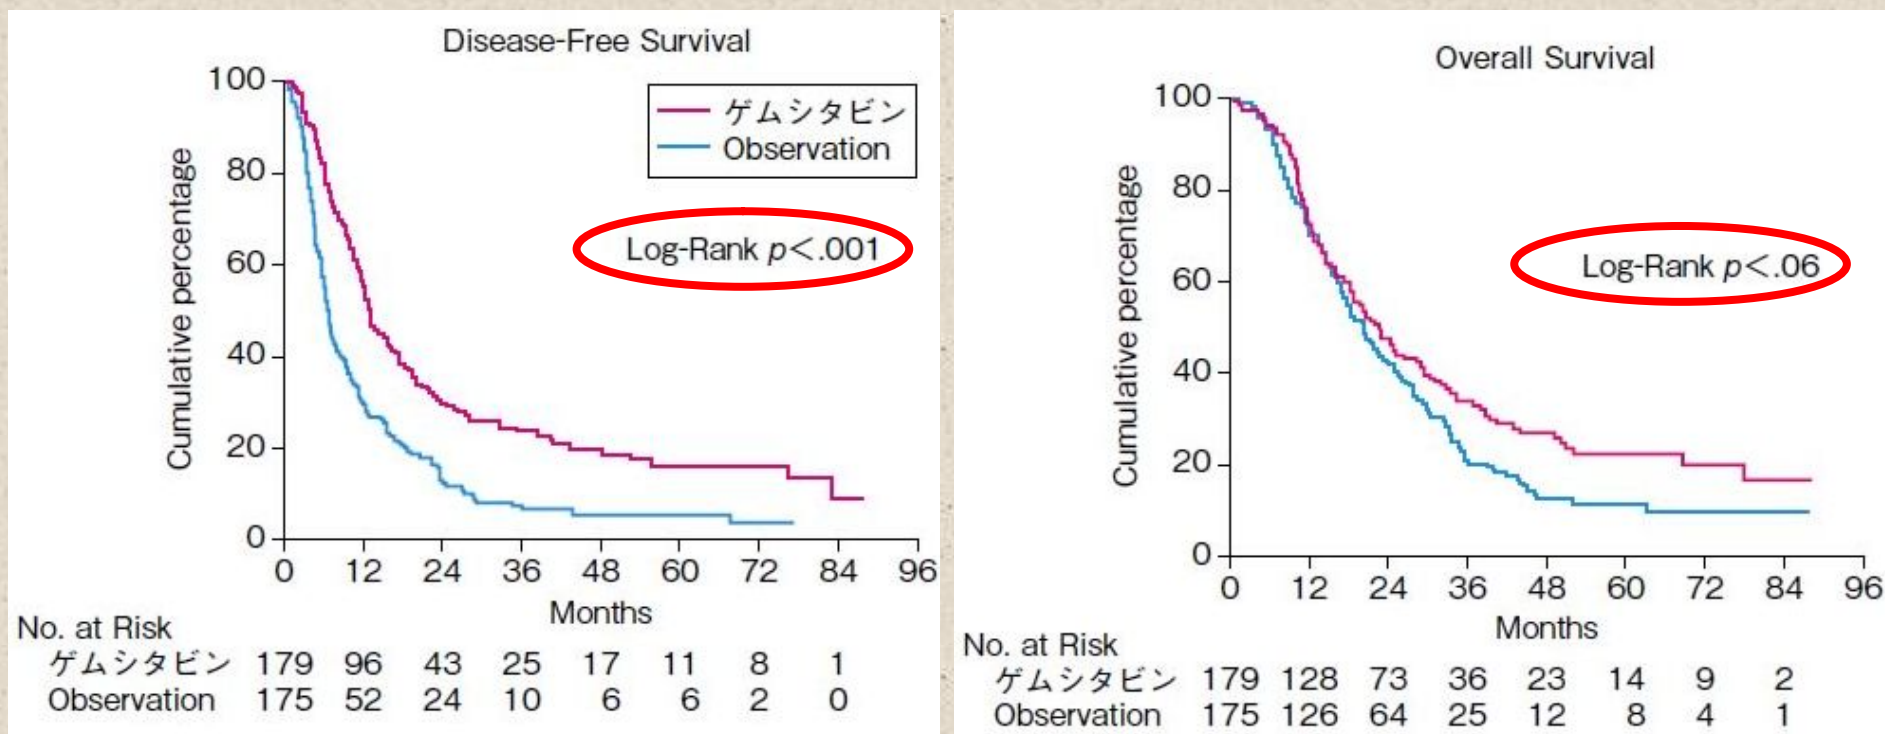 Disease-Free Survival
100
80
60
40
20
0
Cumulative percentage
ゲムシタビン
Observation
Log-Rank p<.001
0 12 24 36 48 60 72 84 96
Months
No. at Risk
ゲムシタビン 179 96 43 25 17 11 8 1
Observation 175 52 24 10 6 6 2 0
Overall Survival
100
80
60
40
20
0
Cumulative percentage
Log-Rank p<.06
0 12 24 36 48 60 72 84 96
Months
No. at Risk
ゲムシタビン 179 128 73 36 23 14 9 2
Observation 175 126 64 25 12 8 4 1